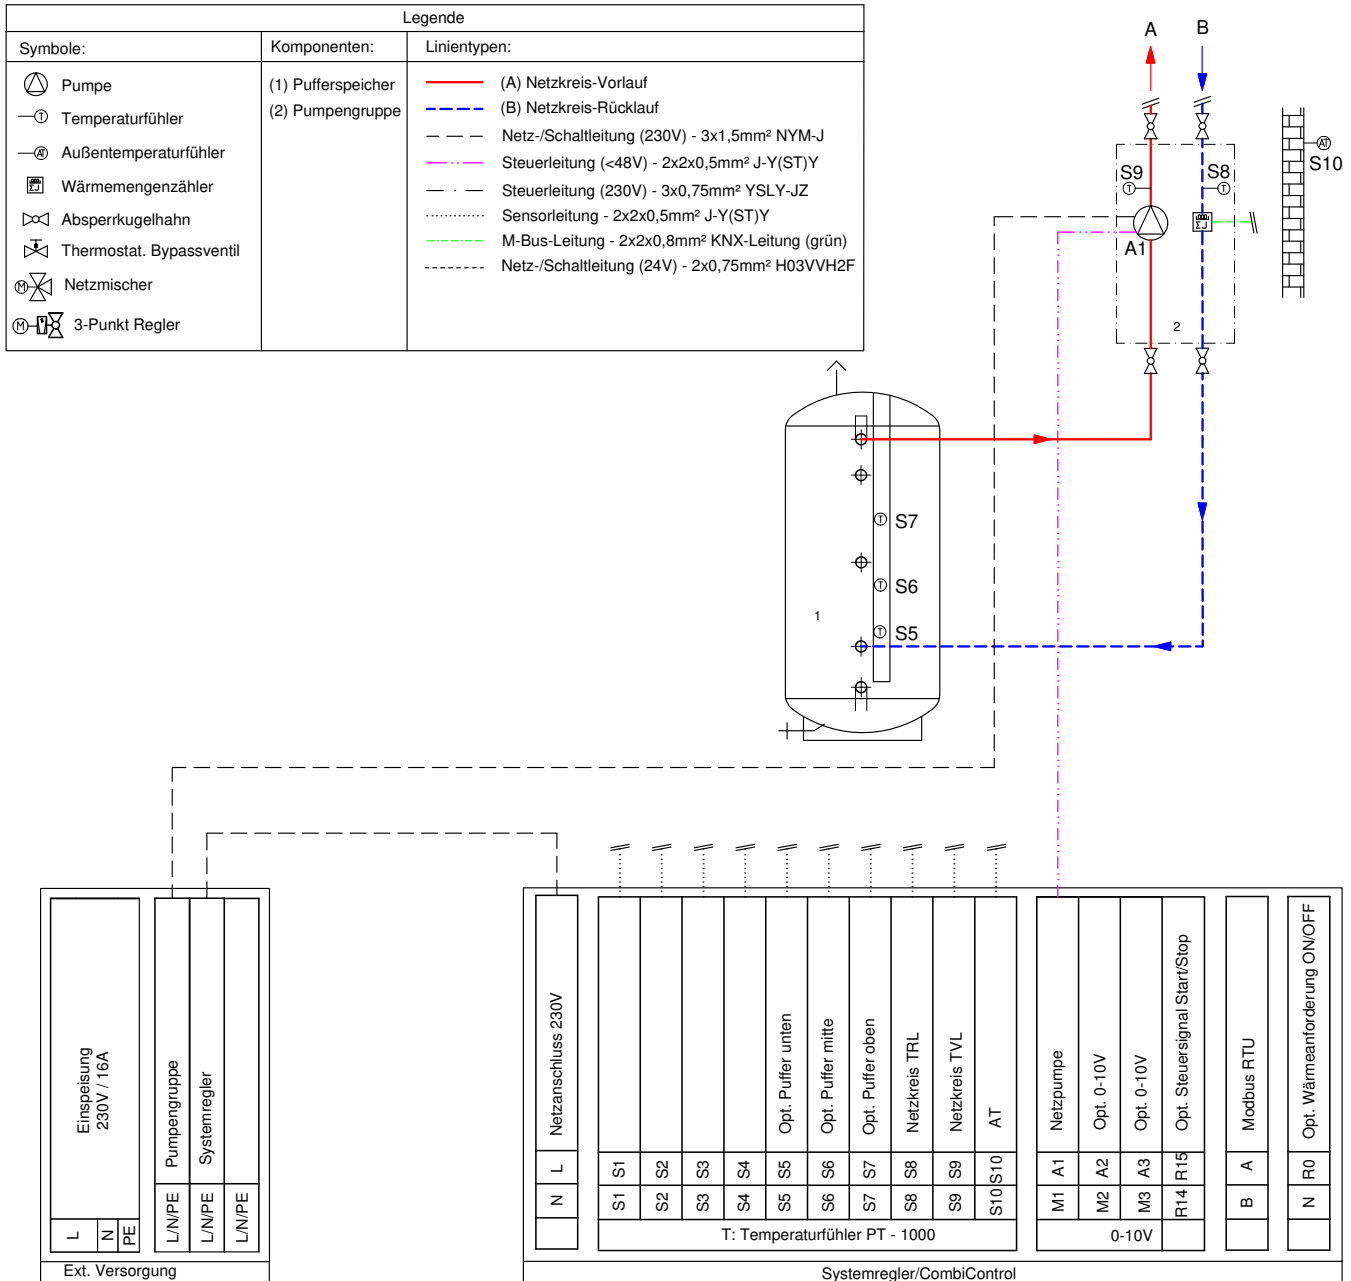 Legende
Symbole:
Komponenten:
Linientypen:
Pumpe
(1) Pufferspeicher
(A) Netzkreis-Vorlauf
Temperaturfühler
(2) Pumpengruppe
(B) Netzkreis-Rücklauf
Außentemperaturfühler
Netz-/Schaltleitung (230V) - 3x1,5mm² NYM-J
Wärmemengenzähler
Steuerleitung (<48V) - 2x2x0,5mm² J-Y(ST)Y
Absperrkugelhahn
Steuerleitung (230V) - 3x0,75mm² YSLY-JZ
Thermostat. Bypassventil
Sensorleitung - 2x2x0,5mm² J-Y(ST)Y
Netzmischer
M-Bus-Leitung - 2x2x0,8mm² KNX-Leitung (grün)
3-Punkt Regler
Netz-/Schaltleitung (24V) - 2x0,75mm² H03VVH2F
T
AT
ΣJ
M
M
A
B
S9
S8
T
T
AT
S10
ΣJ
A1
2
T
S7
T
S6
1
T
S5
Einspeisung
230V / 16A
L
N
PE
Pumpengruppe
L/N/PE
Systemregler
L/N/PE
L/N/PE
Ext. Versorgung
Netzanschluss 230V
L
N
S1
S1
S2
S2
S3
S3
S4
S4
Opt. Puffer unten
S5
S5
Opt. Puffer mitte
S6
S6
Opt. Puffer oben
S7
S7
Netzkreis TRL
S8
S8
Netzkreis TVL
S9
S9
AT
S10
S10
T: Temperaturfühler PT - 1000
Netzpumpe
A1
M1
Opt. 0-10V
A2
M2
Opt. 0-10V
A3
M3
Opt. Steuersignal Start/Stop
R15
R14
0-10V
Modbus RTU
A
B
Opt. Wärmeanforderung ON/OFF
R0
N
Systemregler/CombiControl